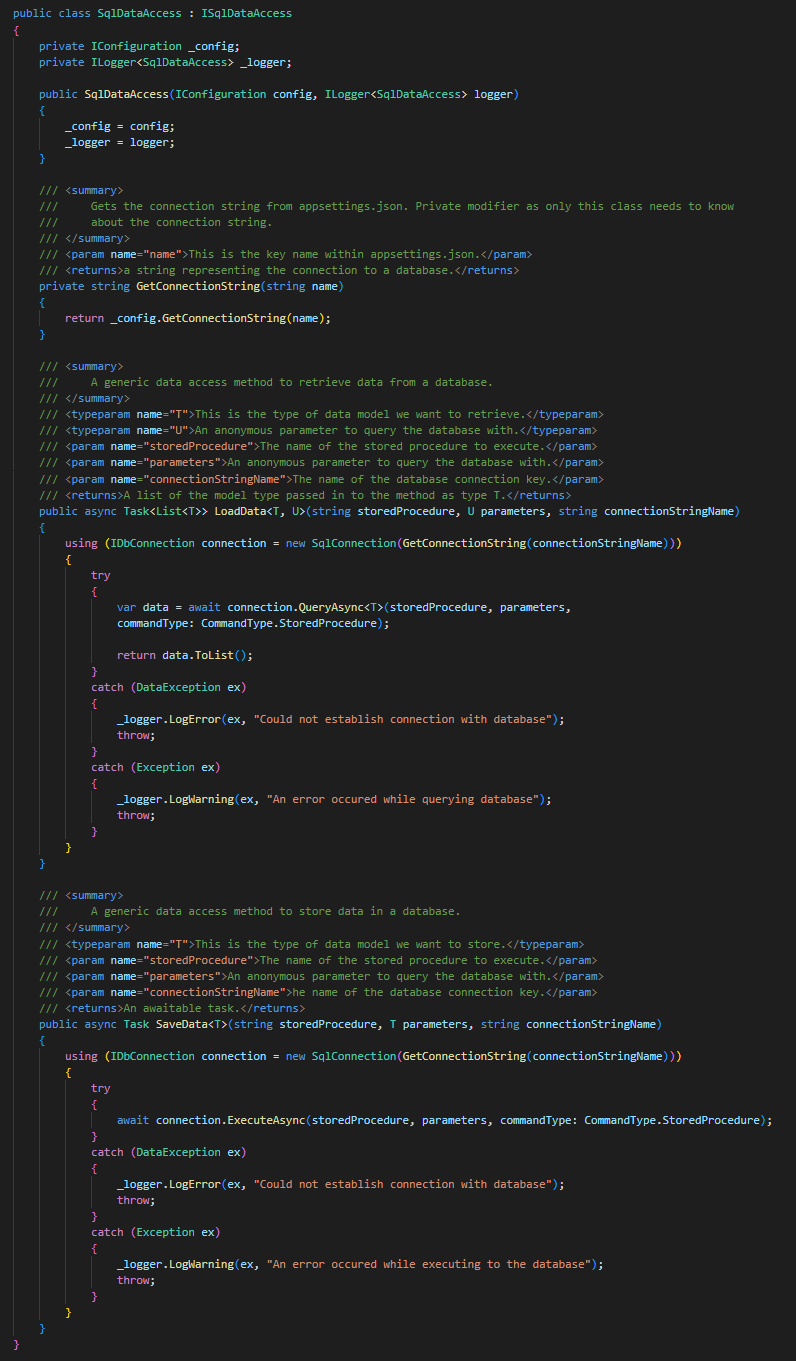 public class SqlDataAccess : ISqlDataAccess
{
    private IConfiguration _config;
    private ILogger<SqlDataAccess> _logger;

    public SqlDataAccess(IConfiguration config, ILogger<SqlDataAccess> logger)
    {
        _config = config;
        _logger = logger;
    }

    /// <summary>
    ///     Gets the connection string from appsettings.json. Private modifier as only this class needs to know
    ///     about the connection string.
    /// </summary>
    /// <param name="name">This is the key name within appsettings.json.</param>
    /// <returns>a string representing the connection to a database.</returns>
    private string GetConnectionString(string name)
    {
        return _config.GetConnectionString(name);
    }

    /// <summary>
    ///     A generic data access method to retrieve data from a database.
    /// </summary>
    /// <typeparam name="T">This is the type of data model we want to retrieve.</typeparam>
    /// <typeparam name="U">An anonymous parameter to query the database with.</typeparam>
    /// <param name="storedProcedure">The name of the stored procedure to execute.</param>
    /// <param name="parameters">An anonymous parameter to query the database with.</param>
    /// <param name="connectionStringName">The name of the database connection key.</param>
    /// <returns>A list of the model type passed in to the method as type T.</returns>
    public async Task<List<T>> LoadData<T, U>(string storedProcedure, U parameters, string connectionStringName)
    {
        using (IDbConnection connection = new SqlConnection(GetConnectionString(connectionStringName)))
        {
            try
            {
                var data = await connection.QueryAsync<T>(storedProcedure, parameters,
                commandType: CommandType.StoredProcedure);

                return data.ToList();
            }
            catch (DataException ex)
            {
                _logger.LogError(ex, "Could not establish connection with database");
                throw;
            }
            catch (Exception ex)
            {
                _logger.LogWarning(ex, "An error occured while querying database");
                throw;
            }
        }
    }

    /// <summary>
    ///     A generic data access method to store data in a database.
    /// </summary>
    /// <typeparam name="T">This is the type of data model we want to store.</typeparam>
    /// <param name="storedProcedure">The name of the stored procedure to execute.</param>
    /// <param name="parameters">An anonymous parameter to query the database with.</param>
    /// <param name="connectionStringName">he name of the database connection key.</param>
    /// <returns>An awaitable task.</returns>
    public async Task SaveData<T>(string storedProcedure, T parameters, string connectionStringName)
    {
        using (IDbConnection connection = new SqlConnection(GetConnectionString(connectionStringName)))
        {
            try
            {
                await connection.ExecuteAsync(storedProcedure, parameters, commandType: CommandType.StoredProcedure);
            }
            catch (DataException ex)
            {
                _logger.LogError(ex, "Could not establish connection with database");
                throw;
            }
            catch (Exception ex)
            {
                _logger.LogWarning(ex, "An error occured while executing to the database");
                throw;
            }
        }
    }
}